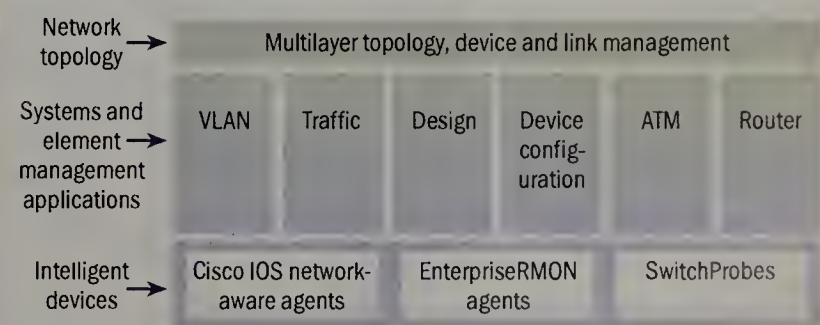 Network
topology
Multilayer topology, device and link management
Systems and
element
management
applications
VLAN
Traffic
Design
Device
config-
uration
ATM
Router
Intelligent
devices
Cisco IOS network-
aware agents
EnterpriseRMON
agents
SwitchProbes